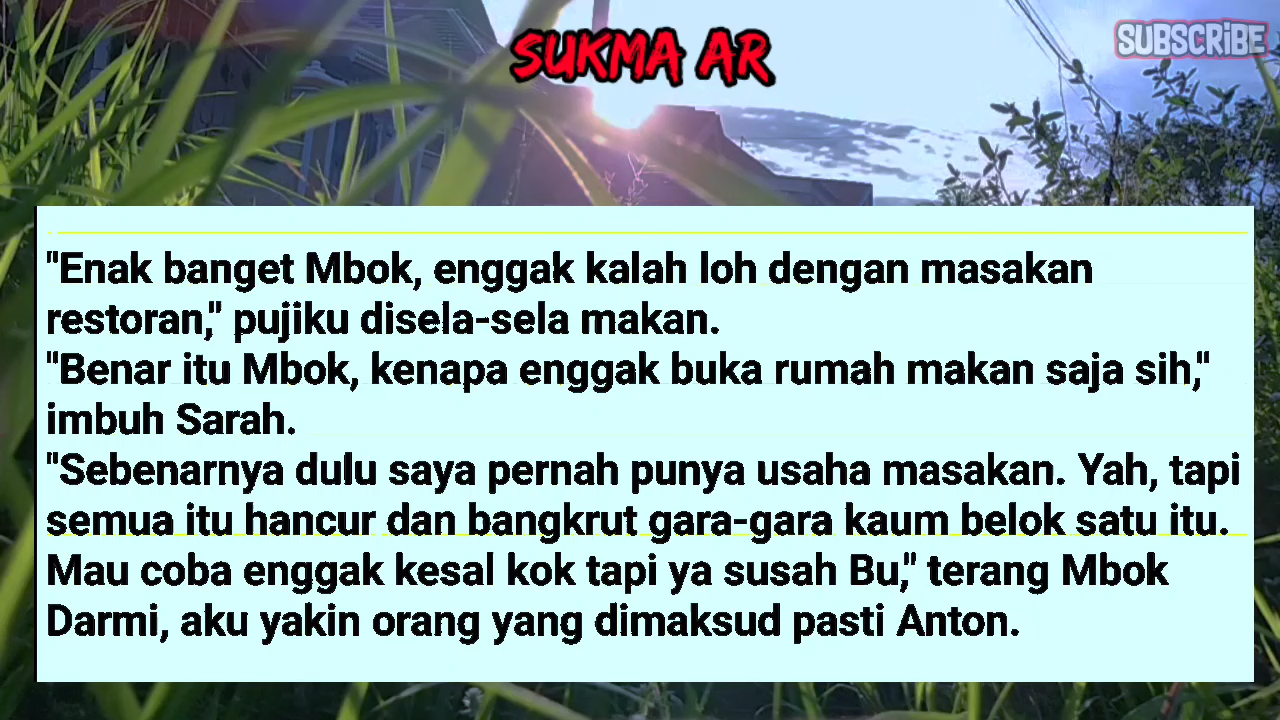 SUKMA AR
SUBSCRiBE
"Enak banget Mbok, enggak kalah loh dengan masakan
restoran," pujiku disela-sela makan.
"Benar itu Mbok, kenapa enggak buka rumah makan saja sih,"
imbuh Sarah.
"Sebenarnya dulu saya pernah punya usaha masakan. Yah, tapi
semua itu hancur dan bangkrut gara-gara kaum belok satu itu.
Mau coba enggak kesal kok tapi ya susah Bu," terang Mbok
Darmi, aku yakin orang yang dimaksud pasti Anton.